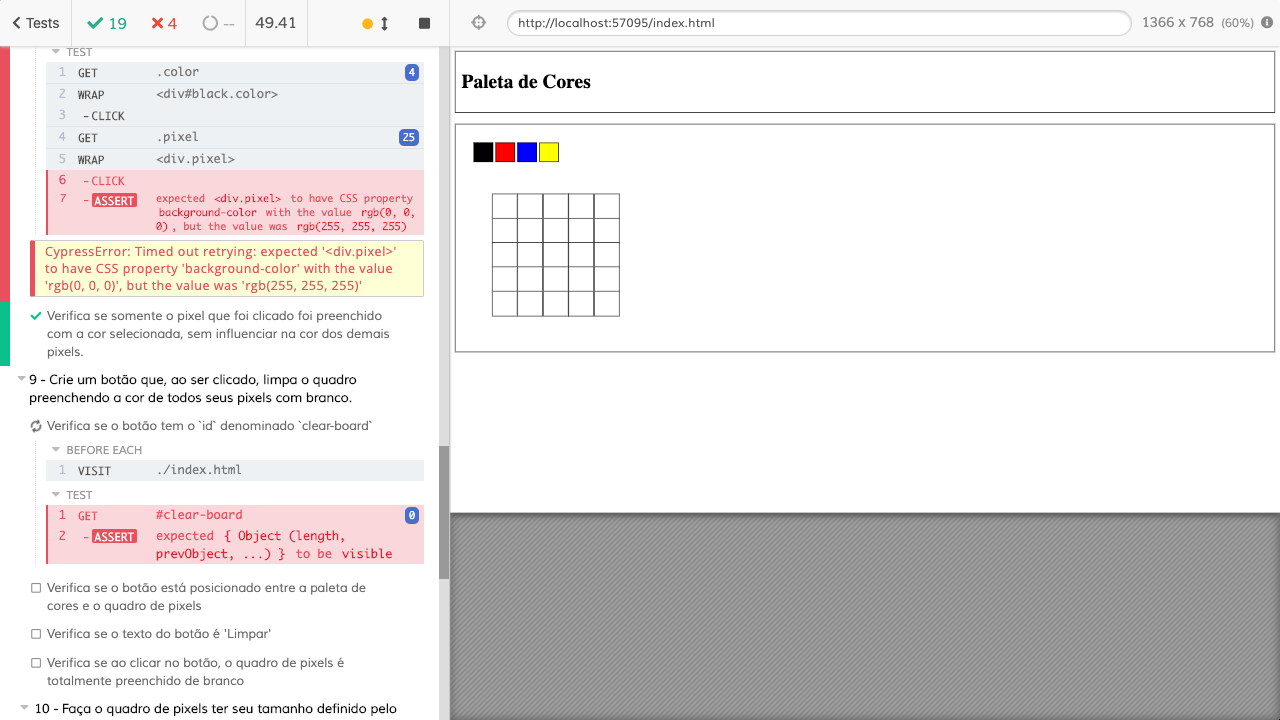 Tests
19
4
--
49.41
http://localhost:57095/index.html
1366 x 768 (60%)
TEST
1 GET .color 4
2 WRAP <div#black.color>
3 -CLICK
4 GET .pixel 25
5 WRAP <div.pixel>
6 -CLICK
7 -ASSERT expected <div.pixel> to have CSS property
background-color with the value rgb(0, 0,
0), but the value was rgb(255, 255, 255)
CypressError: Timed out retrying: expected '<div.pixel>'
to have CSS property 'background-color' with the value
'rgb(0, 0, 0)', but the value was 'rgb(255, 255, 255)'
Verifica se somente o pixel que foi clicado foi preenchido
com a cor selecionada, sem influenciar na cor dos demais
pixels.
9 - Crie um botão que, ao ser clicado, limpa o quadro
preenchendo a cor de todos seus pixels com branco.
Verifica se o botão tem o `id` denominado `clear-board`
BEFORE EACH
1 VISIT ./index.html
TEST
1 GET #clear-board 0
2 -ASSERT expected { Object (length,
prevObject, ...) } to be visible
Verifica se o botão está posicionado entre a paleta de
cores e o quadro de pixels
Verifica se o texto do botão é 'Limpar'
Verifica se ao clicar no botão, o quadro de pixels é
totalmente preenchido de branco
10 - Faça o quadro de pixels ter seu tamanho definido pelo
Paleta de Cores